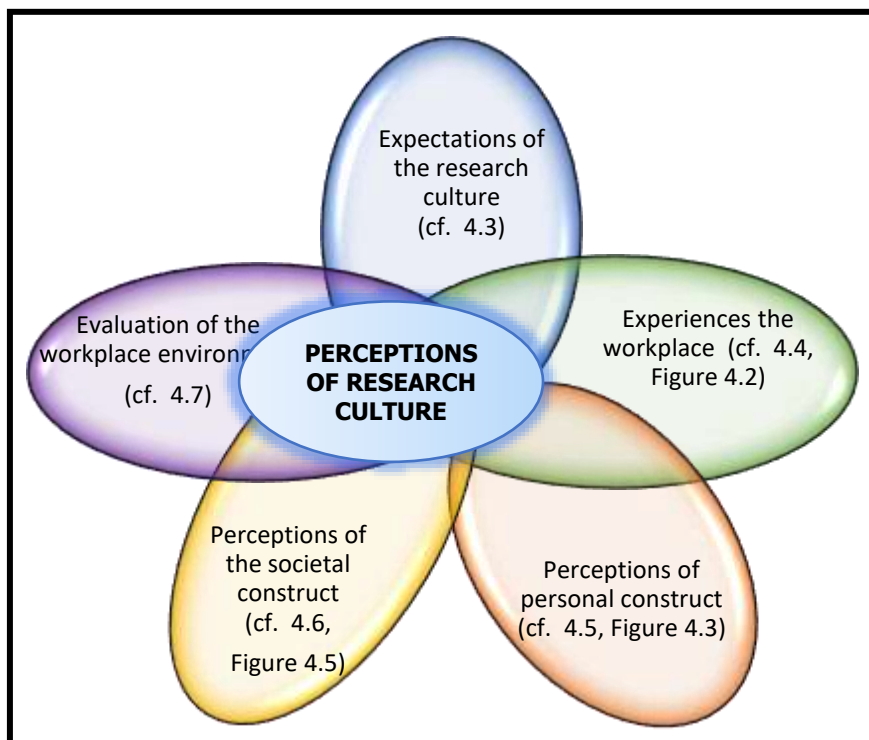 Expectations of
the research
culture
(cf. 4.3)
Experiences the
workplace (cf. 4.4,
Figure 4.2)
Perceptions of
personal construct
(cf. 4.5, Figure 4.3)
Perceptions of
the societal
construct
(cf. 4.6,
Figure 4.5)
Evaluation of the
workplace
(cf. 4.7)
PERCEPTIONS
OF RESEARCH
CULTURE